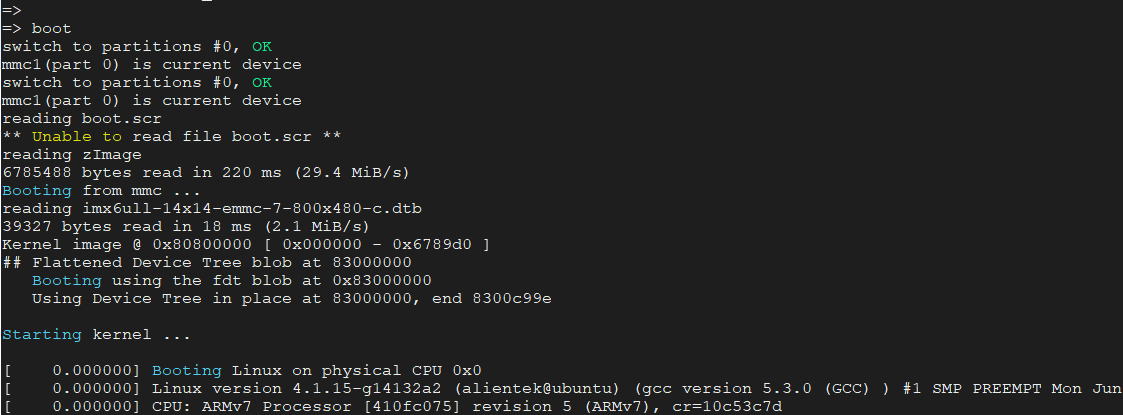 =>
=> boot
switch to partitions #0, OK
mmc1(part 0) is current device
switch to partitions #0, OK
mmc1(part 0) is current device
reading boot.scr
** Unable to read file boot.scr **
reading zImage
6785488 bytes read in 220 ms (29.4 MiB/s)
Booting from mmc ...
reading imx6ull-14x14-emmc-7-800x480-c.dtb
39327 bytes read in 18 ms (2.1 MiB/s)
Kernel image @ 0x80800000 [ 0x000000 - 0x6789d0 ]
## Flattened Device Tree blob at 83000000
   Booting using the fdt blob at 0x83000000
   Using Device Tree in place at 83000000, end 8300c99e
Starting kernel ...
[    0.000000] Booting Linux on physical CPU 0x0
[    0.000000] Linux version 4.1.15-g14132a2 (alientek@ubuntu) (gcc version 5.3.0 (GCC) ) #1 SMP PREEMPT Mon Jun
[    0.000000] CPU: ARMv7 Processor [410fc075] revision 5 (ARMv7), cr=10c53c7d